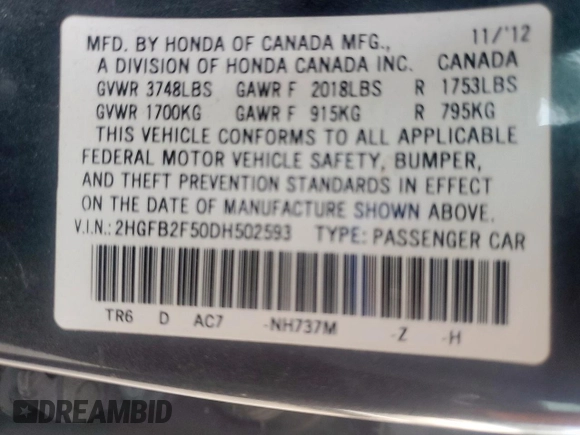 MFD. BY HONDA OF CANADA MFG., 11/'12
A DIVISION OF HONDA CANADA INC. CANADA
GVWR 3748LBS GAWR F 2018LBS R 1753LBS
GVWR 1700KG GAWR F 915KG R 795KG
THIS VEHICLE CONFORMS TO ALL APPLICABLE
FEDERAL MOTOR VEHICLE SAFETY, BUMPER,
AND THEFT PREVENTION STANDARDS IN EFFECT
ON THE DATE OF MANUFACTURE SHOWN ABOVE.
V.I.N.: 2HGFB2F50DH502593 TYPE: PASSENGER CAR
TR6 D AC7 -NH737M -Z -H
DREAMBID